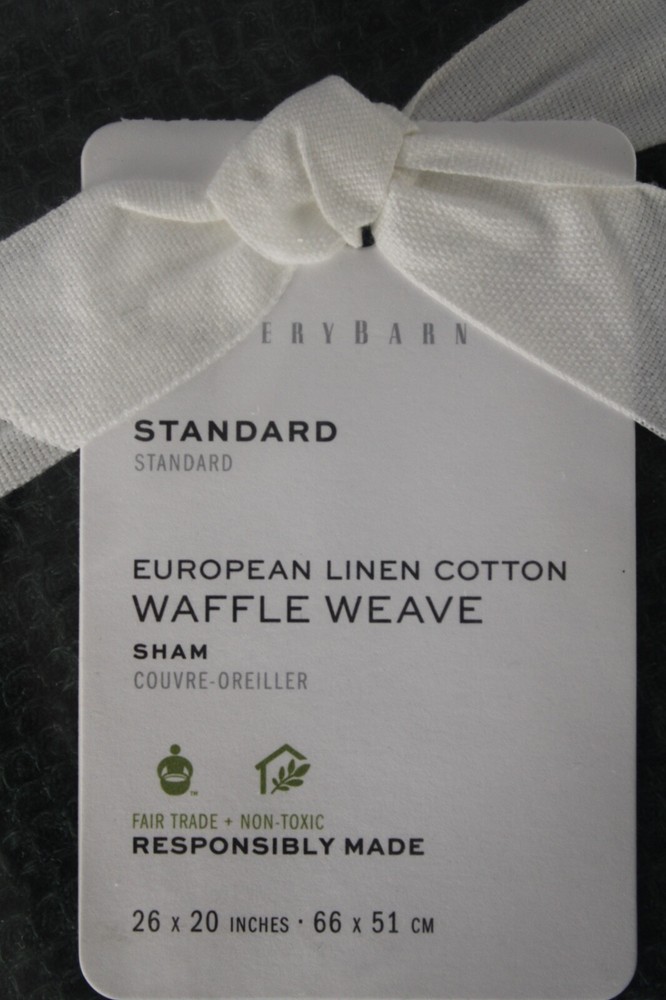 ERYBARN
STANDARD
STANDARD
EUROPEAN LINEN COTTON
WAFFLE WEAVE
SHAM
COUVRE-OREILLER
FAIR TRADE + NON-TOXIC
RESPONSIBLY MADE
26 X 20 INCHES · 66 X 51 CM